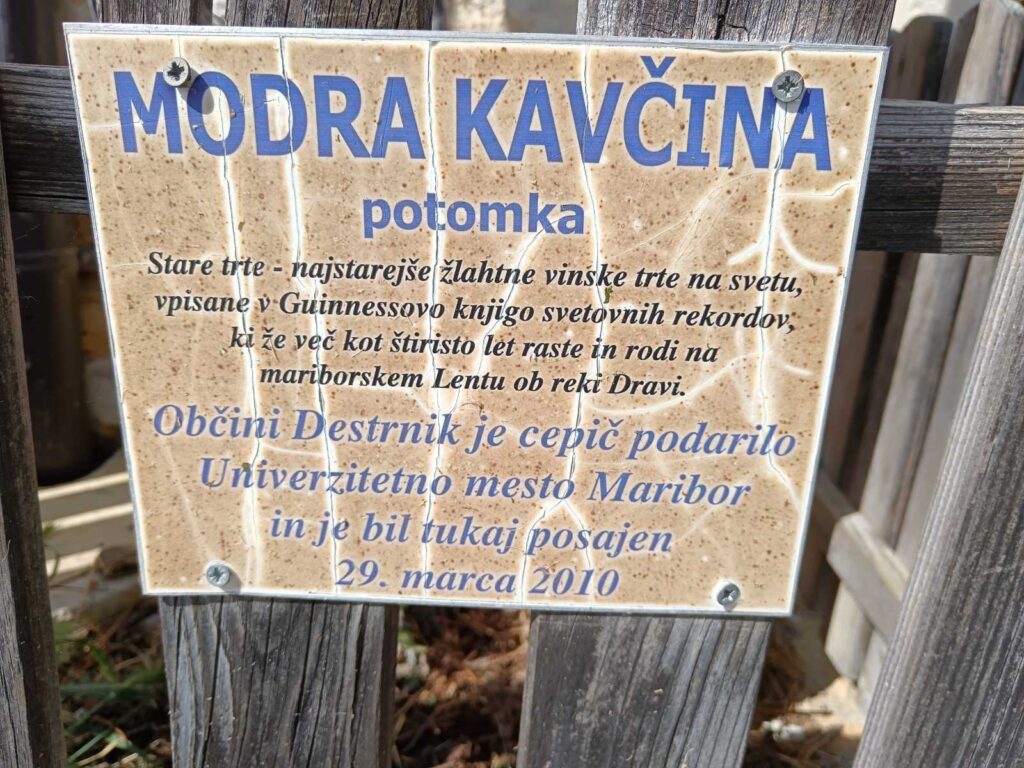 MODRA KAVČINA
potomka
Stare trte - najstarejše žlahtne vinske trte na svetu,
vpisane v Guinnessovo knjigo svetovnih rekordov,
ki že več kot štiristo let raste in rodi na
mariborskem Lentu ob reki Dravi.
Občini Destrnik je cepič podarilo
Univerzitetno mesto Maribor
in je bil tukaj posajen
29. marca 2010